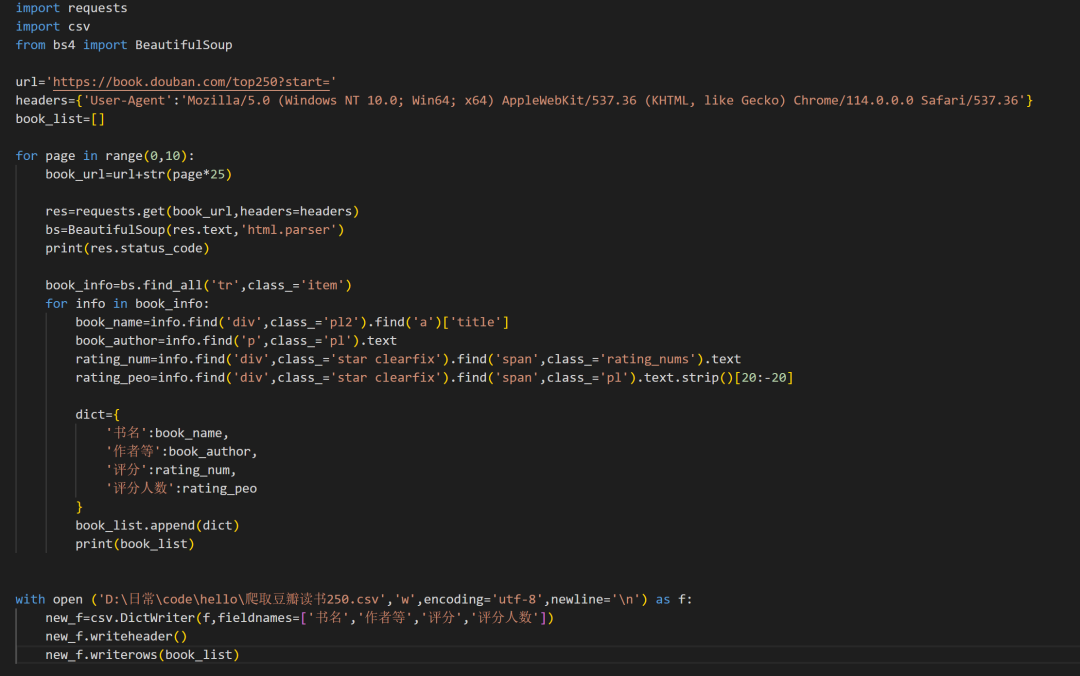 import requests
import csv
from bs4 import BeautifulSoup
url='https://book.douban.com/top250?start='
headers={'User-Agent':'Mozilla/5.0 (Windows NT 10.0; Win64; x64) AppleWebKit/537.36 (KHTML, like Gecko) Chrome/114.0.0.0 Safari/537.36'}
book_list=[]
for page in range(0,10):
    book_url=url+str(page*25)
    res=requests.get(book_url,headers=headers)
    bs=BeautifulSoup(res.text,'html.parser')
    print(res.status_code)
    book_info=bs.find_all('tr',class_='item')
    for info in book_info:
        book_name=info.find('div',class_='pl2').find('a')['title']
        book_author=info.find('p',class_='pl').text
        rating_num=info.find('div',class_='star clearfix').find('span',class_='rating_nums').text
        rating_peo=info.find('div',class_='star clearfix').find('span',class_='pl').text.strip()[20:-20]
        dict={
            '书名':book_name,
            '作者等':book_author,
            '评分':rating_num,
            '评分人数':rating_peo
        }
        book_list.append(dict)
        print(book_list)
with open ('D:\日常\code\hello\爬取豆瓣读书250.csv','w',encoding='utf-8',newline='\n') as f:
    new_f=csv.DictWriter(f,fieldnames=['书名','作者等','评分','评分人数'])
    new_f.writeheader()
    new_f.writerows(book_list)